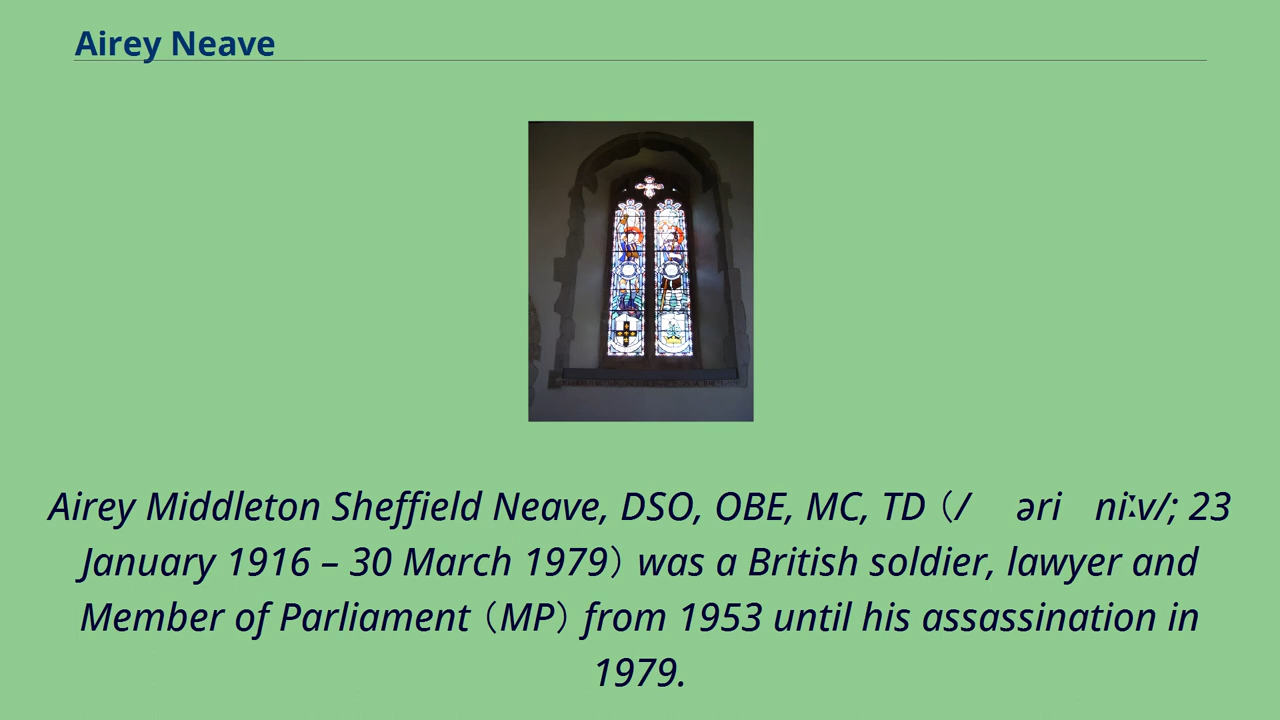 Airey Neave
Airey Middleton Sheffield Neave, DSO, OBE, MC, TD (/ əri niːv/; 23
January 1916 – 30 March 1979) was a British soldier, lawyer and
Member of Parliament (MP) from 1953 until his assassination in
1979.